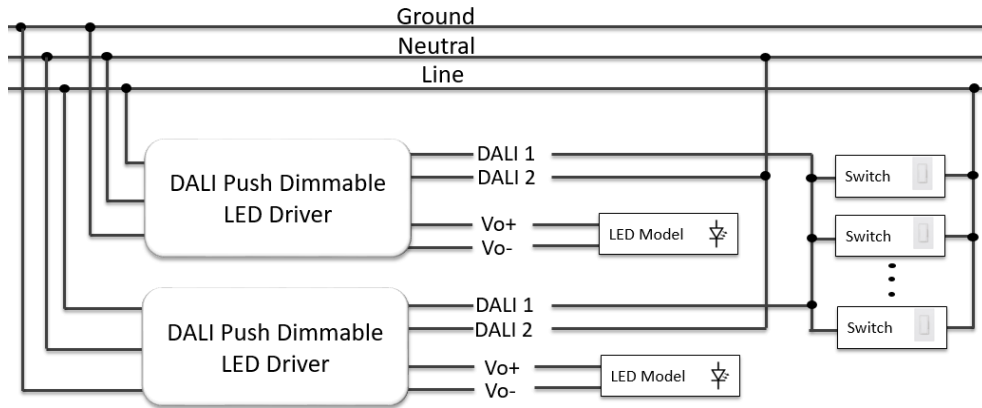 Ground
Neutral
Line
DALI Push Dimmable
LED Driver
DALI 1
DALI 2
Vo+
Vo-
LED Model
Switch
Switch
Switch
DALI Push Dimmable
LED Driver
DALI 1
DALI 2
Vo+
Vo-
LED Model